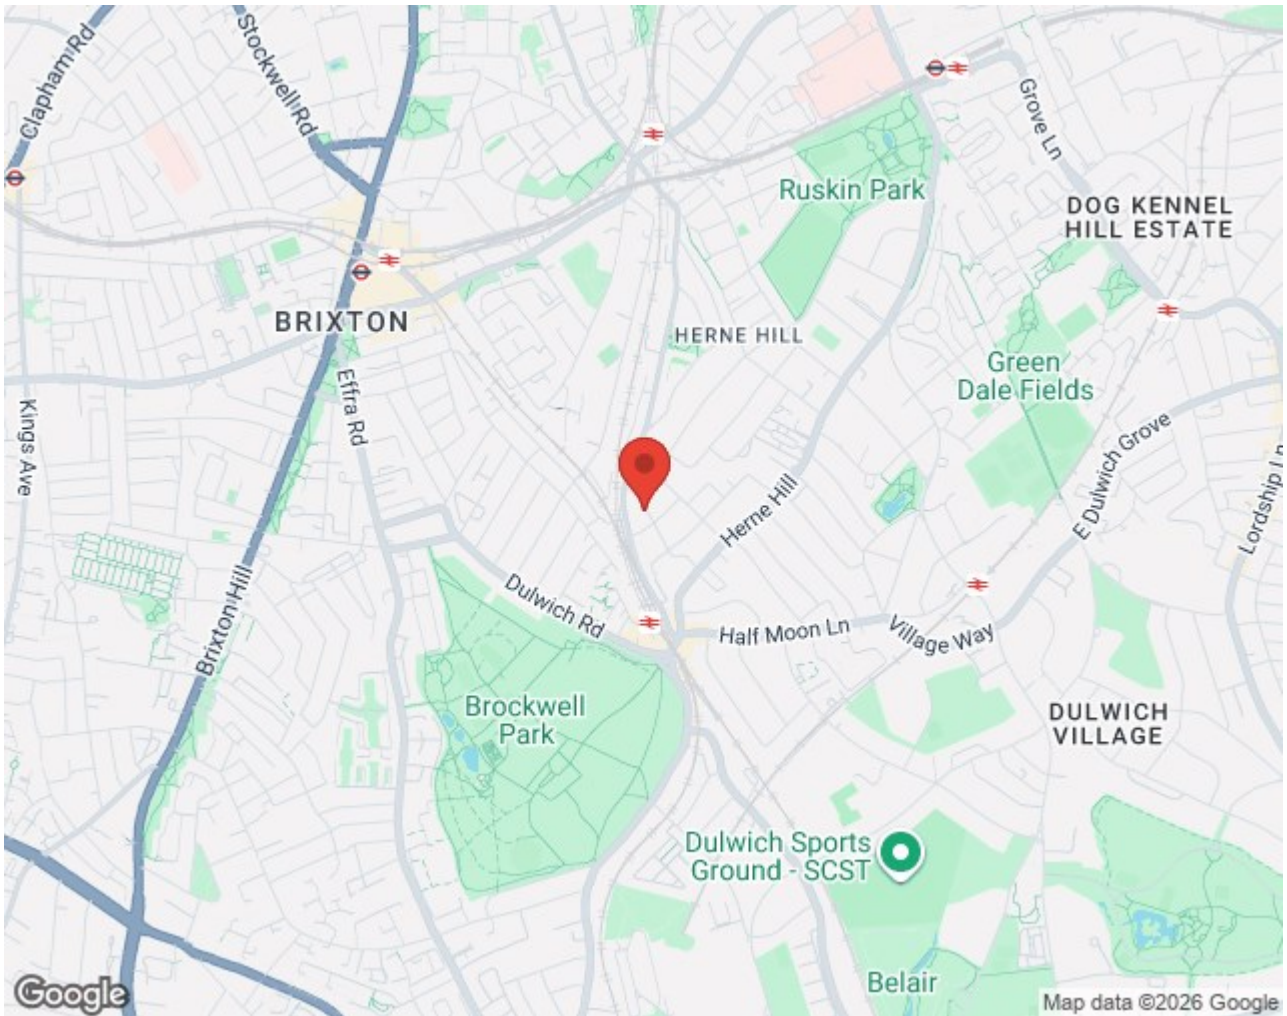 Clapham Rd
Stockwell Rd
Grove Ln
Ruskin Park
DOG KENNEL
HILL ESTATE
BRIXTON
HERNE HILL
Green
Dale Fields
Effra Rd
Kings Ave
E Dulwich Grove
Lordship Ln
Herne Hill
Dulwich Rd
Brixton Hill
Half Moon Ln
Village Way
Brockwell
Park
DULWICH
VILLAGE
Dulwich Sports
Ground - SCST
Belair
Google
Map data ©2026 Google